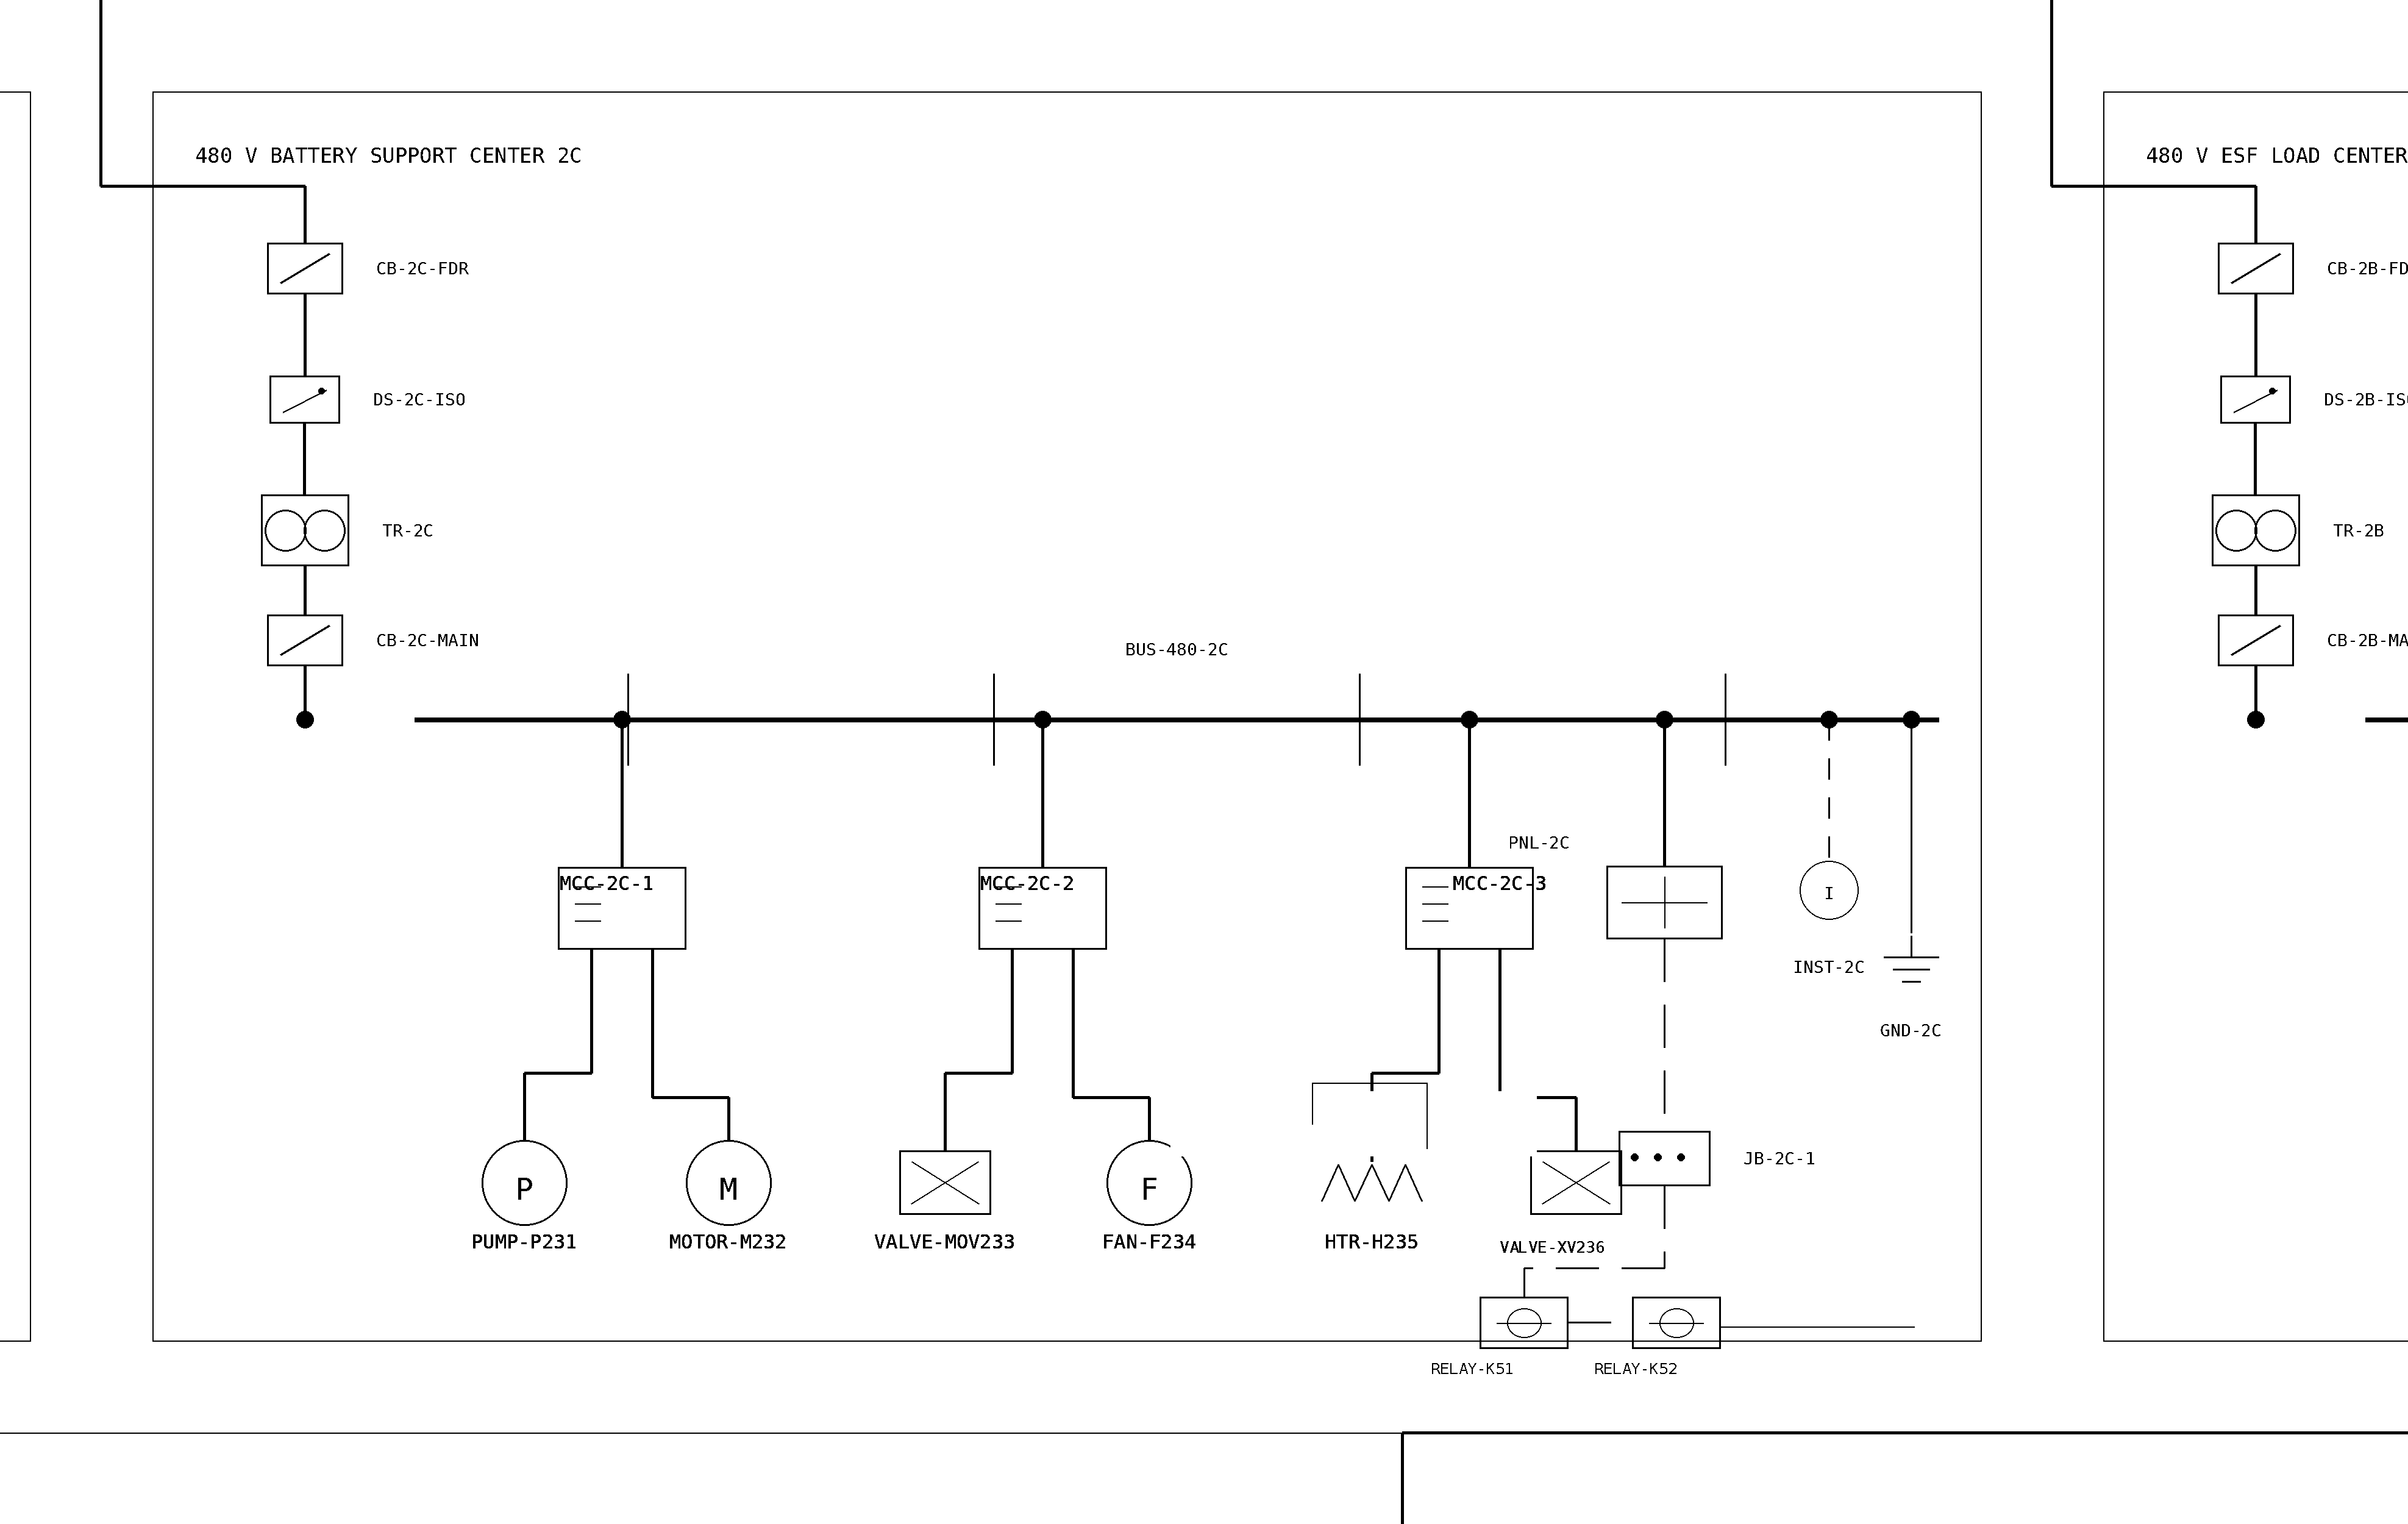 480 V BATTERY SUPPORT CENTER 2C
480 V ESF LOAD CENTER
CB-2C-FDR
CB-2B-FD
DS-2C-ISO
DS-2B-IS
TR-2C
TR-2B
CB-2C-MAIN
CB-2B-MA
BUS-480-2C
PNL-2C
MCC-2C-1
MCC-2C-2
MCC-2C-3
I
INST-2C
GND-2C
JB-2C-1
P
M
F
PUMP-P231
MOTOR-M232
VALVE-MOV233
FAN-F234
HTR-H235
VALVE-XV236
RELAY-K51
RELAY-K52